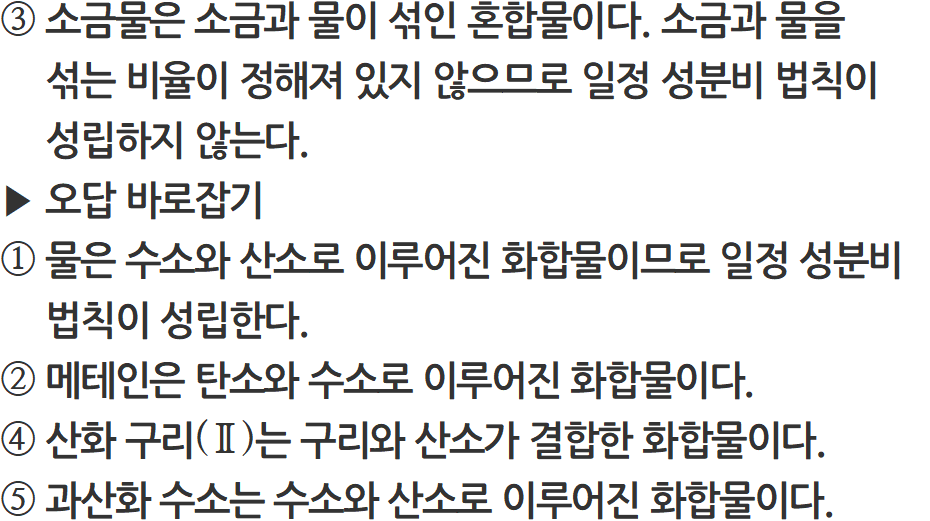 ③ 소금물은 소금과 물이 섞인 혼합물이다. 소금과 물을
섞는 비율이 정해져 있지 않으므로 일정 성분비 법칙이
성립하지 않는다.
▶ 오답 바로잡기
① 물은 수소와 산소로 이루어진 화합물이므로 일정 성분비
법칙이 성립한다.
② 메테인은 탄소와 수소로 이루어진 화합물이다.
④ 산화 구리(Ⅱ)는 구리와 산소가 결합한 화합물이다.
⑤ 과산화 수소는 수소와 산소로 이루어진 화합물이다.